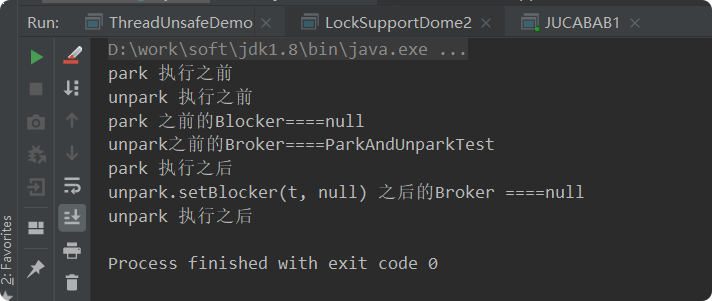 Run: ThreadUnsafeDemo × LockSupportDome2 × JUCABAB1 ×
D:\work\soft\jdk1.8\bin\java.exe ...
park 执行之前
unpark 执行之前
park 之前的Blocker====null
unpark之前的Broker====ParkAndUnparkTest
park 执行之后
unpark.setBlocker(t, null) 之后的Broker ====null
unpark 执行之后
Process finished with exit code 0
2: Favorites